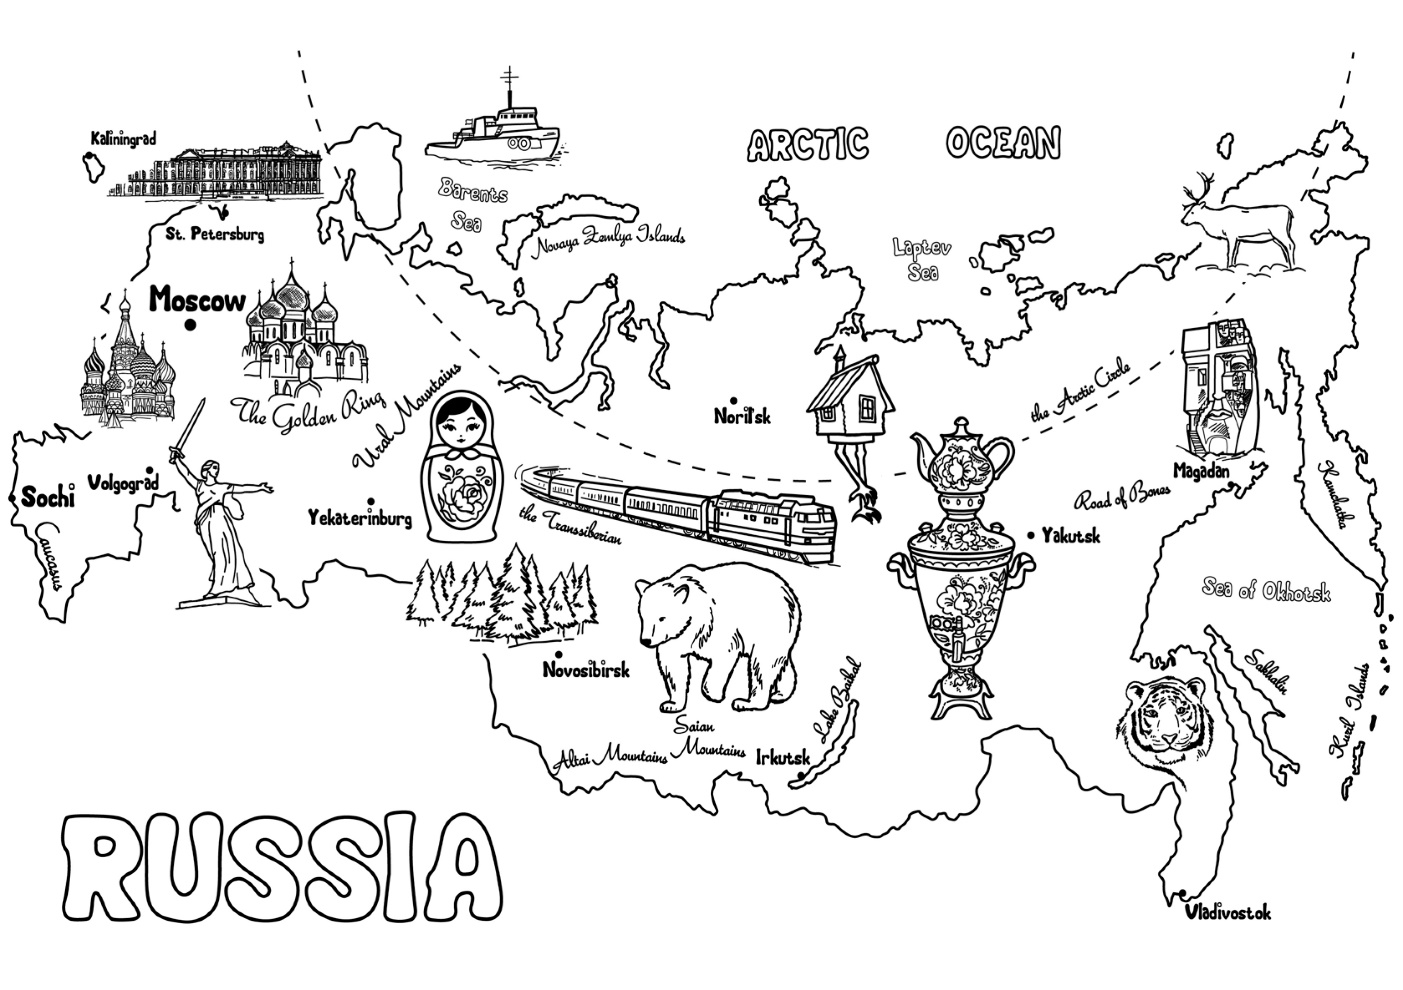 ARCTIC OCEAN
Kaliningrad
Barents
Sea
St. Petersburg
Novaya Zemlya Islands
Laptev
Sea
Moscow
The Golden Ring
Ural Mountains
the Arctic Circle
Norilsk
Magadan
Kamchatka
Volgograd
Sochi
Caucasus
Yekaterinburg
the Transsiberian
Road of Bones
Yakutsk
Sea of Okhotsk
Novosibirsk
Sakhalin
Kuril Islands
Lake Baikal
Saian
Mountains
Altai Mountains
Irkutsk
RUSSIA
Vladivostok